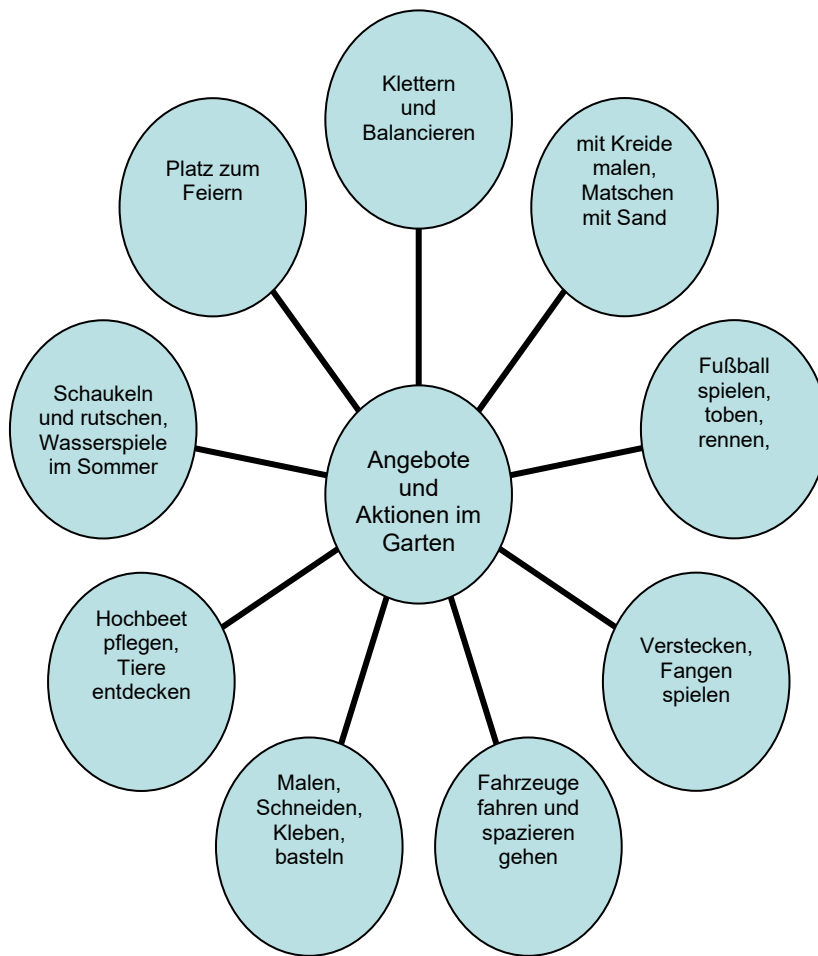 Klettern
und
Balancieren
mit Kreide
malen,
Matschen
mit Sand
Fußball
spielen,
toben,
rennen,
Verstecken,
Fangen
spielen
Fahrzeuge
fahren und
spazieren
gehen
Malen,
Schneiden,
Kleben,
basteln
Hochbeet
pflegen,
Tiere
entdecken
Schaukeln
und rutschen,
Wasserspiele
im Sommer
Platz zum
Feiern
Angebote
und
Aktionen im
Garten